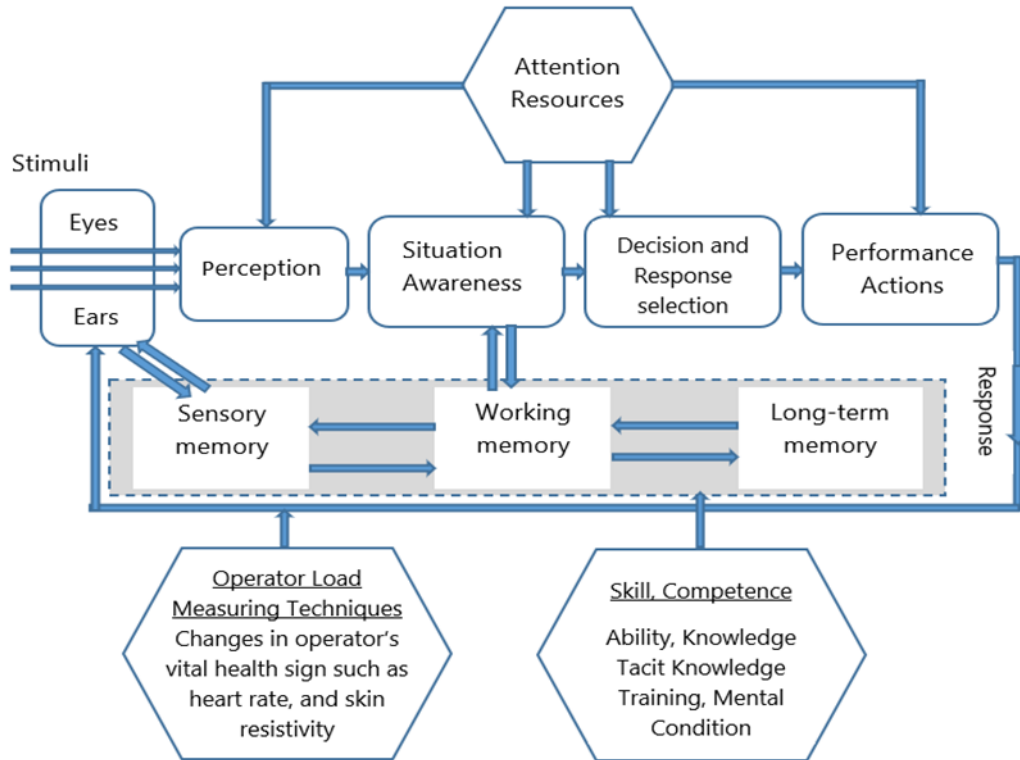 Attention
Resources
Stimuli
Eyes
Ears
Perception
Situation
Awareness
Decision and
Response
selection
Performance
Actions
Response
Sensory
memory
Working
memory
Long-term
memory
Operator Load
Measuring Techniques
Changes in operator's
vital health sign such as
heart rate, and skin
resistivity
Skill, Competence
Ability, Knowledge
Tacit Knowledge
Training, Mental
Condition